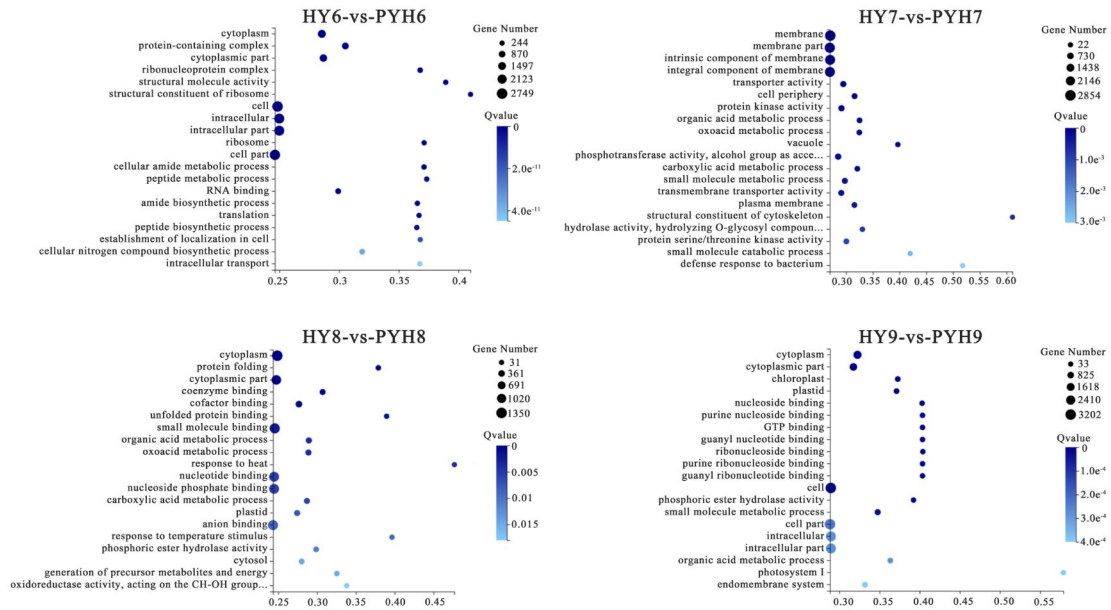 HY6-vs-PYH6
cytoplasm
protein-containing complex
cytoplasmic part
ribonucleoprotein complex
structural molecule activity
structural constituent of ribosome
cell
intracellular
intracellular part
ribosome
cell part
cellular amide metabolic process
peptide metabolic process
RNA binding
amide biosynthetic process
translation
peptide biosynthetic process
establishment of localization in cell
cellular nitrogen compound biosynthetic process
intracellular transport
0.25 0.3 0.35 0.4
Gene Number
244
870
1497
2123
2749
Qvalue
0
2.0e-11
4.0e-11
HY7-vs-PYH7
membrane
membrane part
intrinsic component of membrane
integral component of membrane
transporter activity
cell periphery
protein kinase activity
organic acid metabolic process
oxoacid metabolic process
vacuole
phosphotransferase activity, alcohol group as acce...
carboxylic acid metabolic process
small molecule metabolic process
transmembrane transporter activity
plasma membrane
structural constituent of cytoskeleton
hydrolase activity, hydrolyzing O-glycosyl compoun...
protein serine/threonine kinase activity
small molecule catabolic process
defense response to bacterium
0.30 0.35 0.40 0.45 0.50 0.55 0.60
Gene Number
22
730
1438
2146
2854
Qvalue
0
1.0e-3
2.0e-3
3.0e-3
HY8-vs-PYH8
cytoplasm
protein folding
cytoplasmic part
coenzyme binding
cofactor binding
unfolded protein binding
small molecule binding
organic acid metabolic process
oxoacid metabolic process
response to heat
nucleotide binding
nucleoside phosphate binding
carboxylic acid metabolic process
plastid
anion binding
response to temperature stimulus
phosphoric ester hydrolase activity
cytosol
generation of precursor metabolites and energy
oxidoreductase activity, acting on the CH-OH group...
0.25 0.30 0.35 0.40 0.45
Gene Number
31
361
691
1020
1350
Qvalue
0
0.005
0.010
0.015
HY9-vs-PYH9
cytoplasm
cytoplasmic part
chloroplast
plastid
nucleoside binding
purine nucleoside binding
GTP binding
guanyl nucleotide binding
ribonucleoside binding
purine ribonucleoside binding
guanyl ribonucleotide binding
cell
phosphoric ester hydrolase activity
small molecule metabolic process
cell part
intracellular
intracellular part
organic acid metabolic process
photosystem I
endomembrane system
0.30 0.35 0.40 0.45 0.50 0.55
Gene Number
33
825
1618
2410
3202
Qvalue
0
1.0e-4
2.0e-4
3.0e-4
4.0e-4